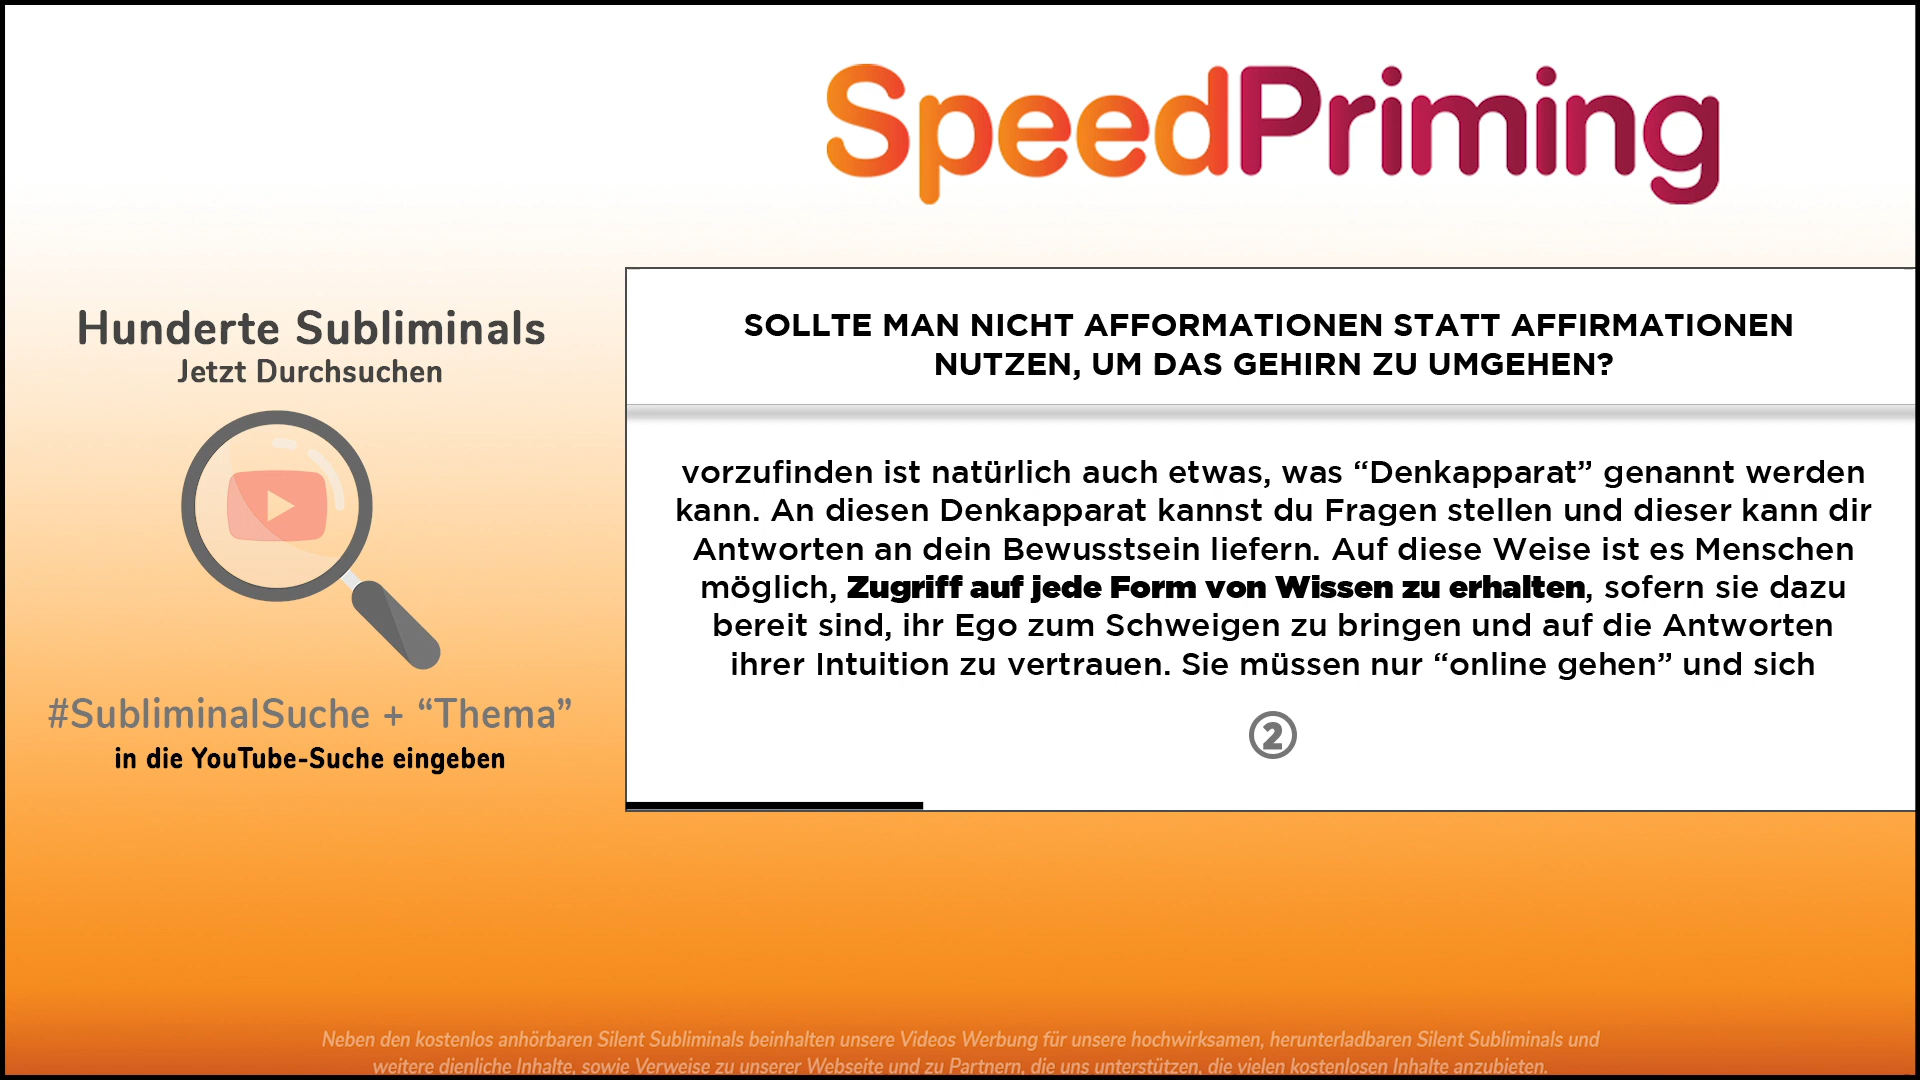 SpeedPriming
Hunderte Subliminals
Jetzt Durchsuchen
#SubliminalSuche + “Thema”
in die YouTube-Suche eingeben
SOLLTE MAN NICHT AFFORMATIONEN STATT AFFIRMATIONEN
NUTZEN, UM DAS GEHIRN ZU UMGEHEN?
vorzufinden ist natürlich auch etwas, was “Denkapparat” genannt werden
kann. An diesen Denkapparat kannst du Fragen stellen und dieser kann dir
Antworten an dein Bewusstsein liefern. Auf diese Weise ist es Menschen
möglich, Zugriff auf jede Form von Wissen zu erhalten, sofern sie dazu
bereit sind, ihr Ego zum Schweigen zu bringen und auf die Antworten
ihrer Intuition zu vertrauen. Sie müssen nur “online gehen” und sich
2
Neben den kostenlos anhörbaren Silent Subliminals beinhalten unsere Videos Werbung für unsere hochwirksamen, herunterladbaren Silent Subliminals und
weitere dienliche Inhalte, sowie Verweise zu unserer Webseite und zu Partnern, die uns unterstützen, die vielen kostenlosen Inhalte anzubieten.